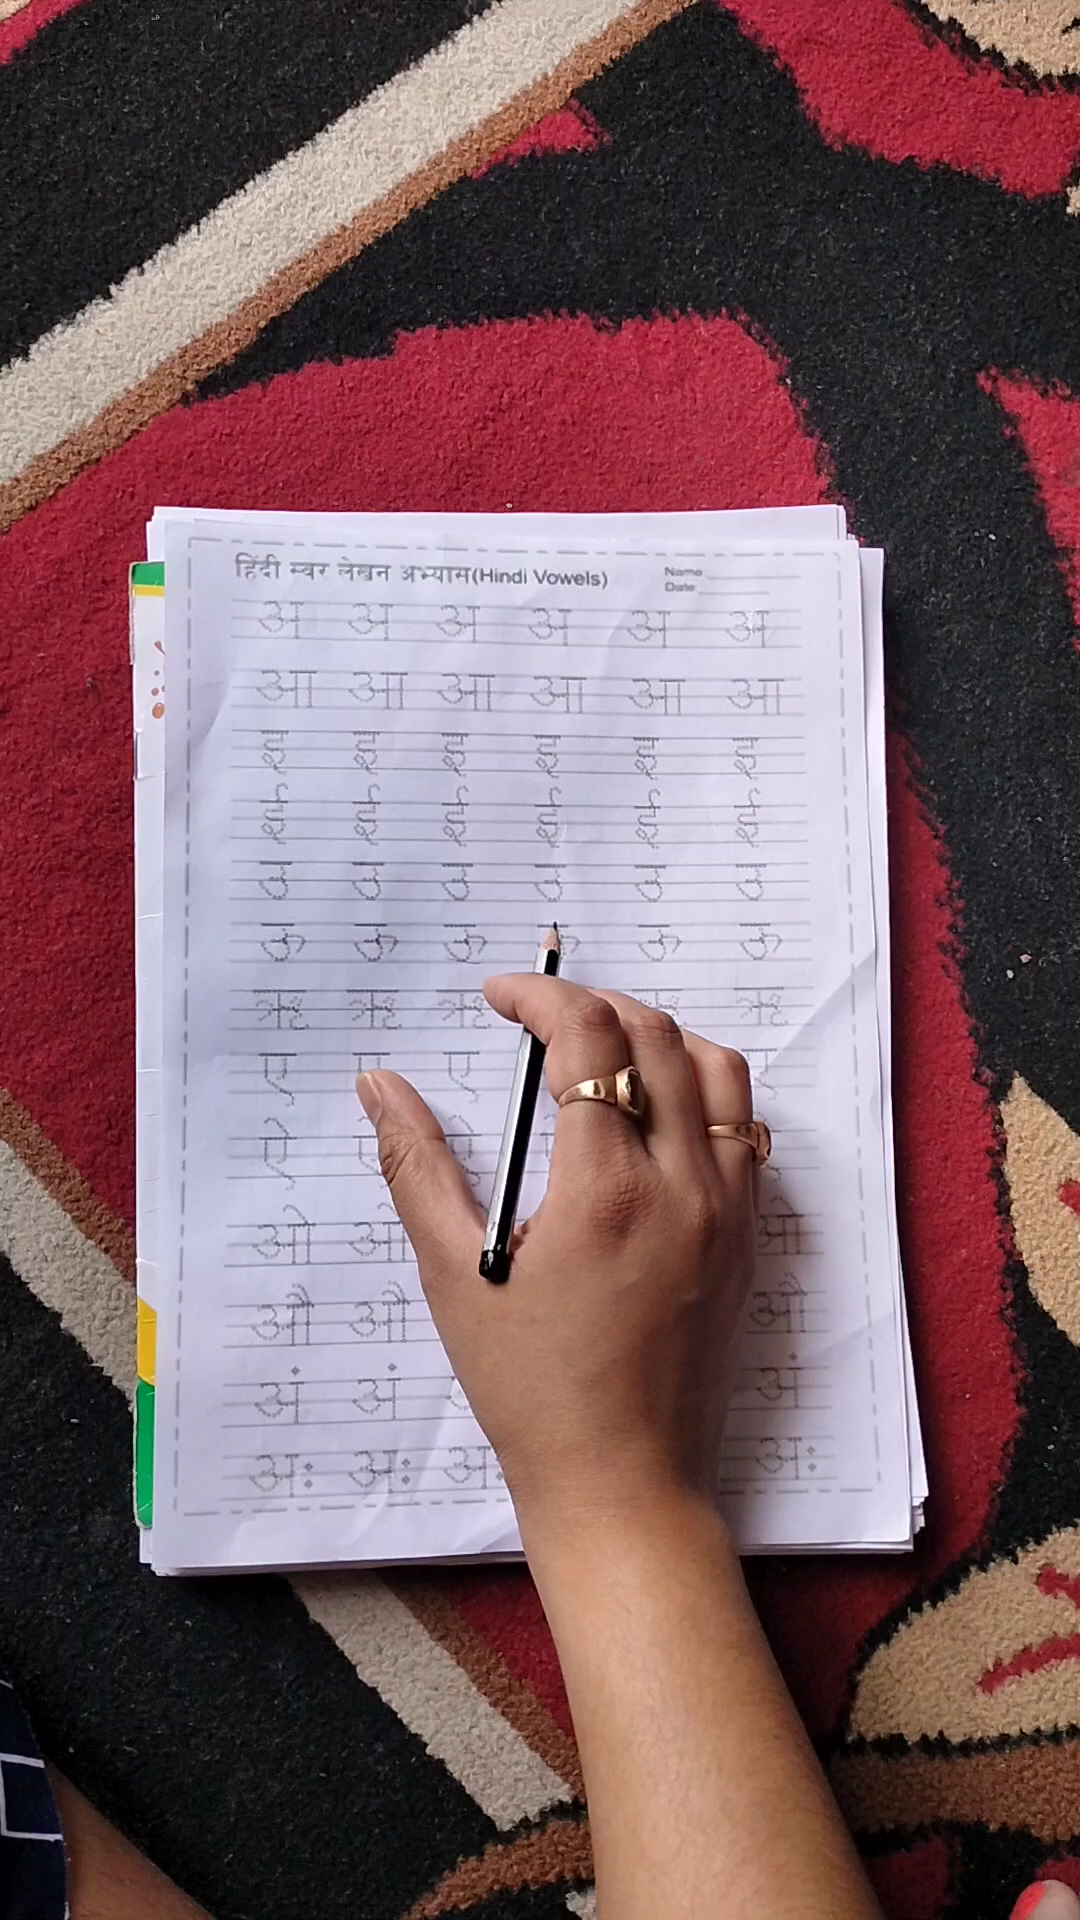 हिंदी स्वर लेखन अभ्यास(Hindi Vowels)
Name
Date
अ अ अ अ अ अ
आ आ आ आ आ आ
इ इ इ इ इ इ
ई ई ई ई ई ई
उ उ उ उ उ उ
ऊ ऊ ऊ ऊ ऊ ऊ
ऋ ऋ ऋ ऋ ऋ
ए ए ए ए
ऐ ऐ ऐ
ओ ओ ओ
औ औ औ
अं अं अं
अः अः अः अः